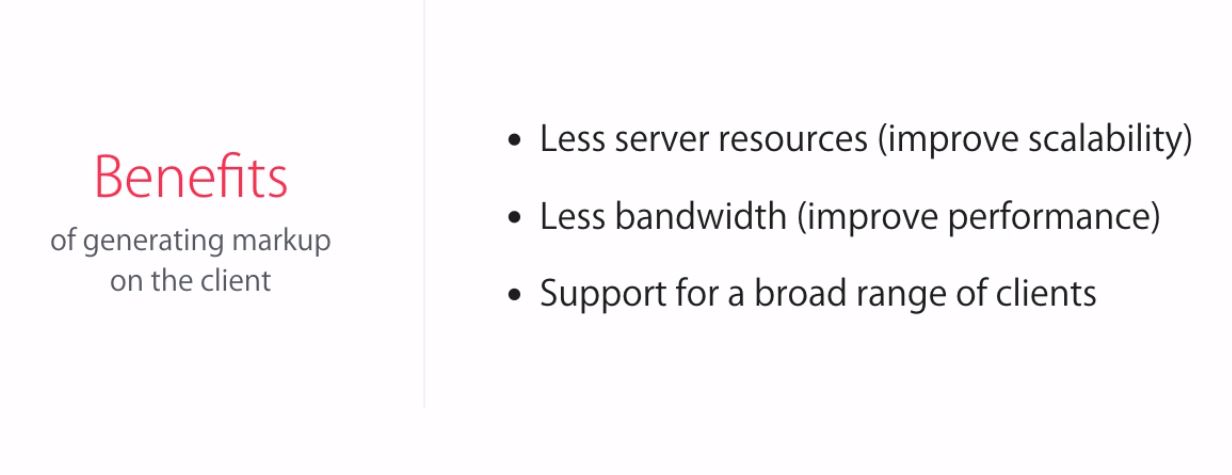 Benefits
of generating markup
on the client
• Less server resources (improve scalability)
• Less bandwidth (improve performance)
• Support for a broad range of clients